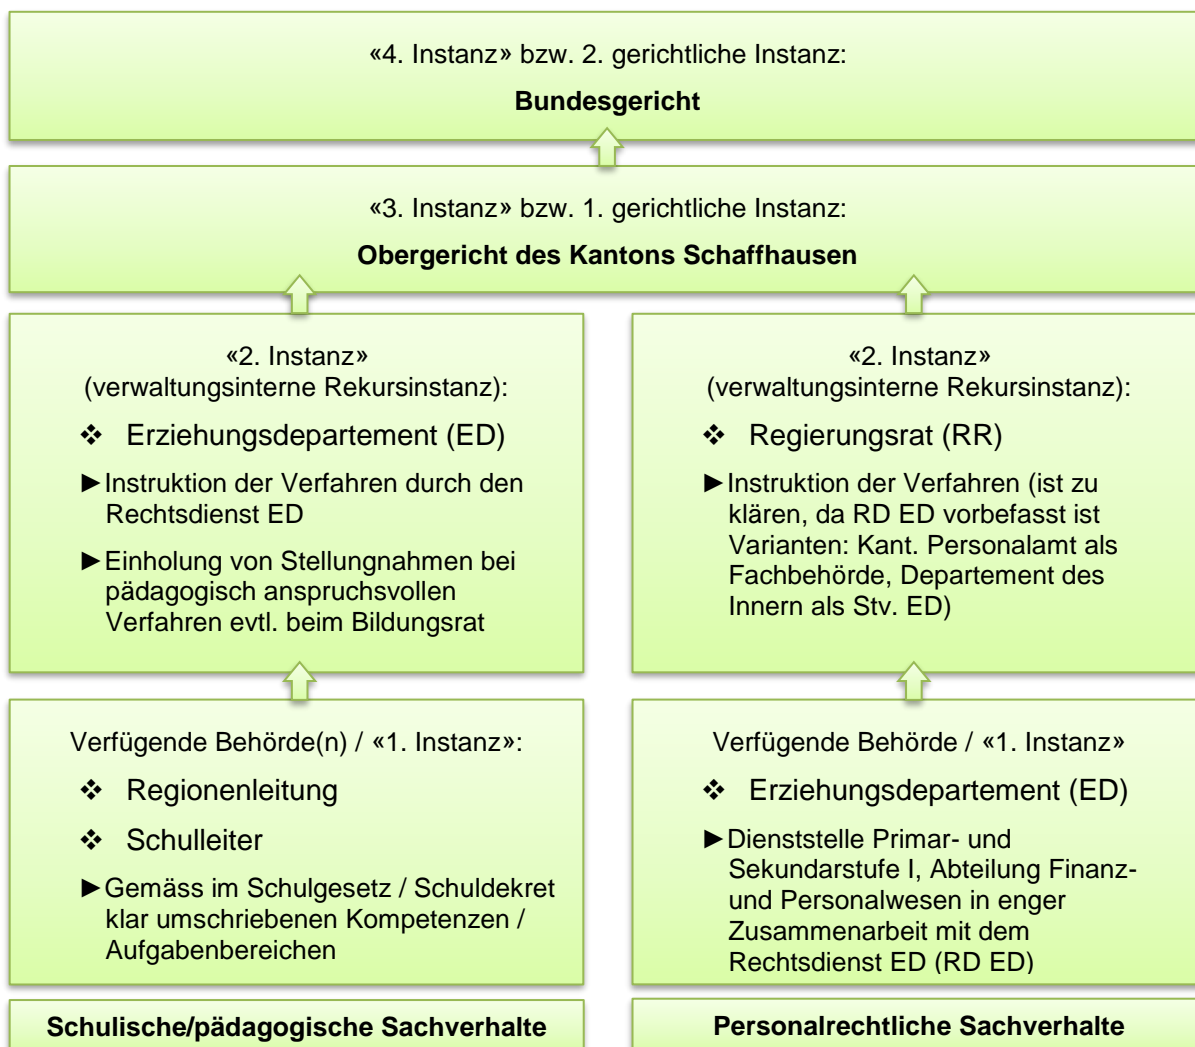 «4. Instanz» bzw. 2. gerichtliche Instanz:
Bundesgericht
«3. Instanz» bzw. 1. gerichtliche Instanz:
Obergericht des Kantons Schaffhausen
«2. Instanz»
(verwaltungsinterne Rekursinstanz):
❖ Erziehungsdepartement (ED)
►Instruktion der Verfahren durch den
Rechtsdienst ED
►Einholung von Stellungnahmen bei
pädagogisch anspruchsvollen
Verfahren evtl. beim Bildungsrat
«2. Instanz»
(verwaltungsinterne Rekursinstanz):
❖ Regierungsrat (RR)
►Instruktion der Verfahren (ist zu
klären, da RD ED vorbefasst ist
Varianten: Kant. Personalamt als
Fachbehörde, Departement des
Innern als Stv. ED)
Verfügende Behörde(n) / «1. Instanz»:
❖ Regionenleitung
❖ Schulleiter
►Gemäss im Schulgesetz / Schuldekret
klar umschriebenen Kompetenzen /
Aufgabenbereichen
Verfügende Behörde / «1. Instanz»
❖ Erziehungsdepartement (ED)
►Dienststelle Primar- und
Sekundarstufe I, Abteilung Finanz-
und Personalwesen in enger
Zusammenarbeit mit dem
Rechtsdienst ED (RD ED)
Schulische/pädagogische Sachverhalte
Personalrechtliche Sachverhalte